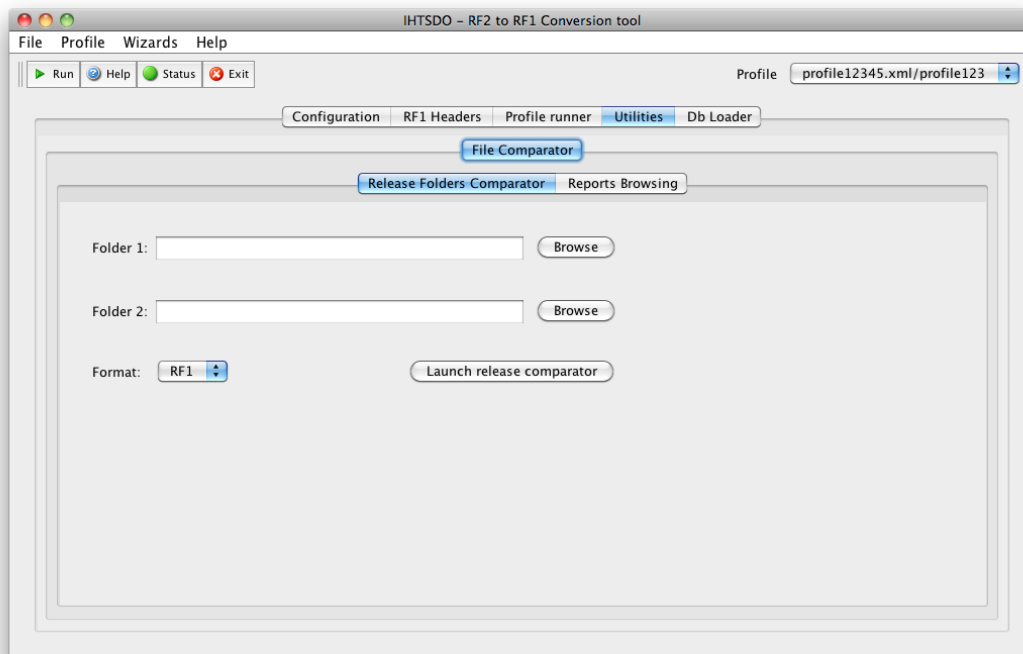 IHTSDO – RF2 to RF1 Conversion tool
File Profile Wizards Help
Run Help Status Exit Profile profile12345.xml/profile123
Configuration RF1 Headers Profile runner Utilities Db Loader
File Comparator
Release Folders Comparator Reports Browsing
Folder 1: Browse
Folder 2: Browse
Format: RF1 Launch release comparator